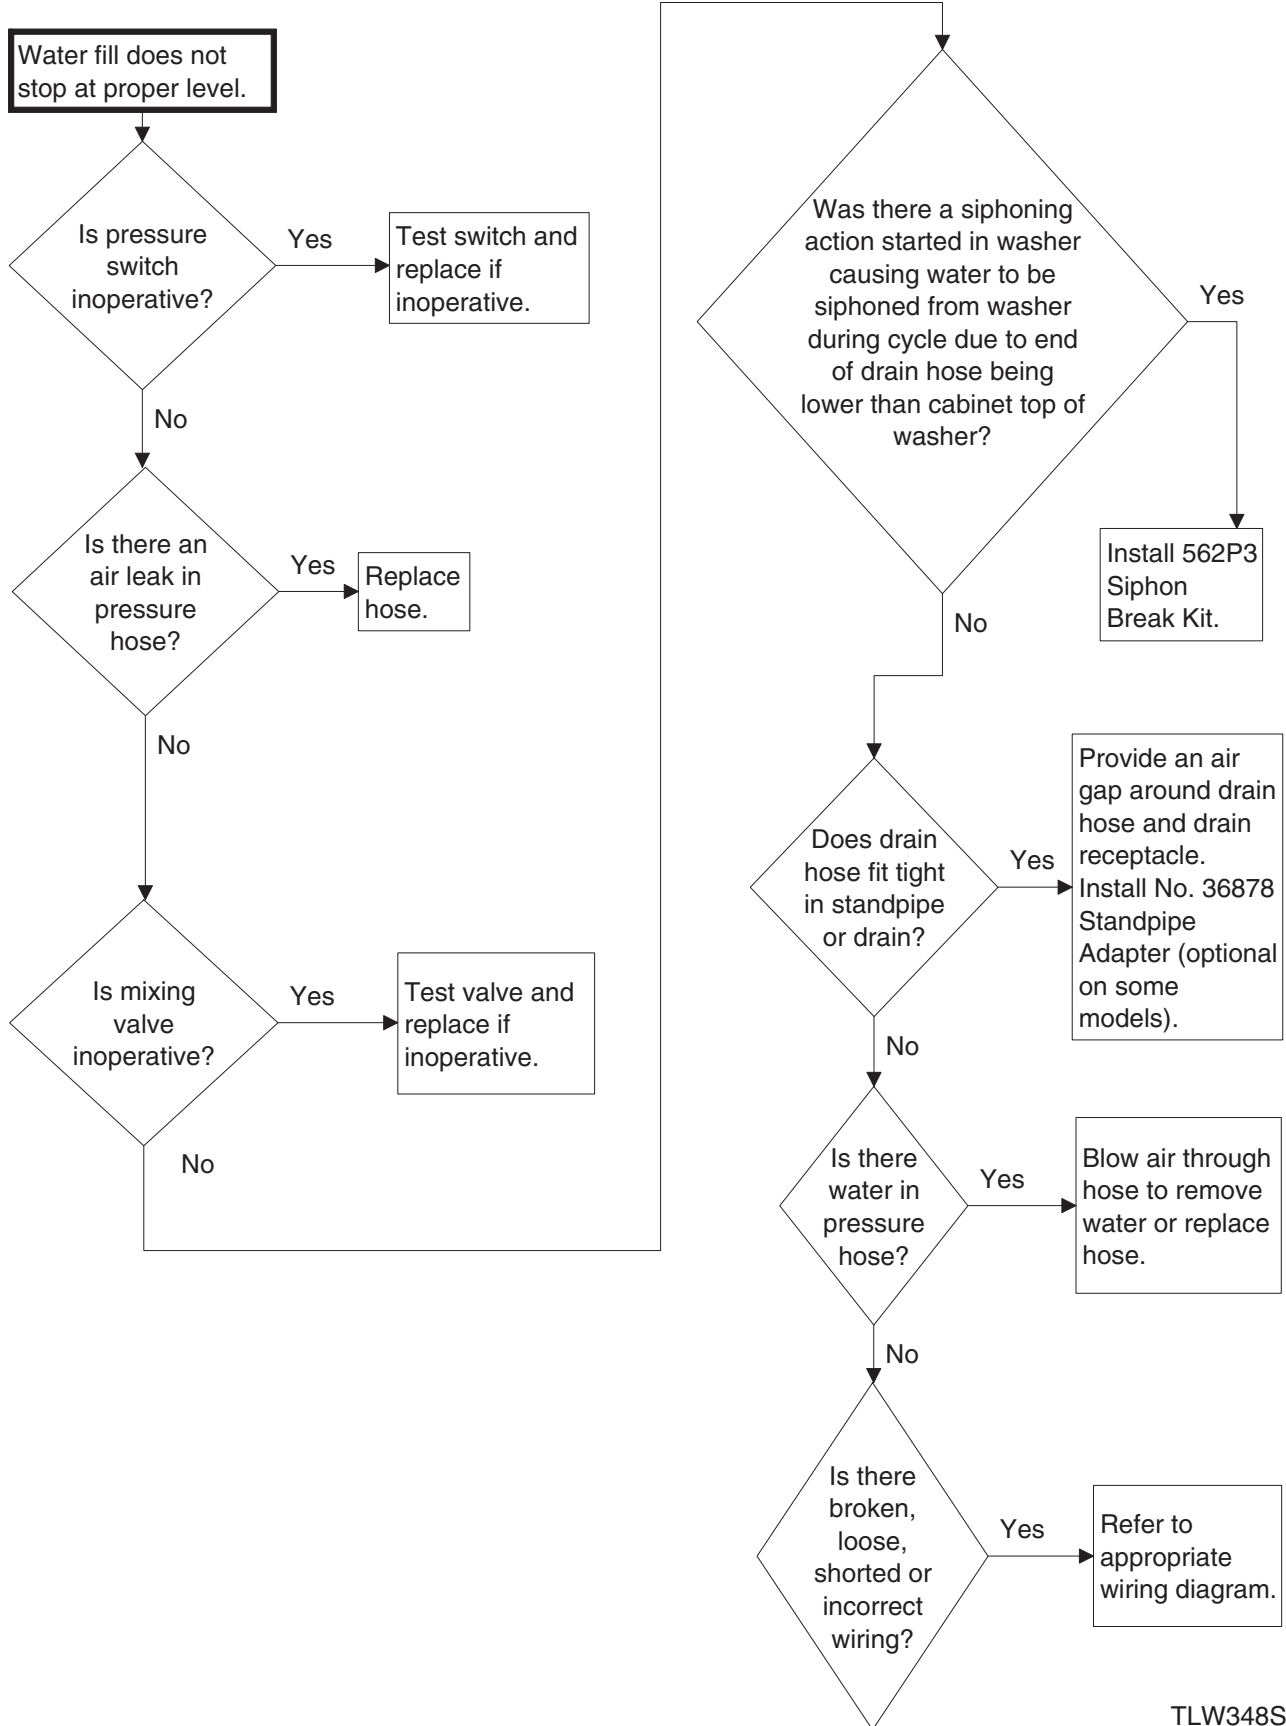 Water fill does not
stop at proper level.
Is pressure
switch
inoperative?
Yes
Test switch and
replace if
inoperative.
No
Is there an
air leak in
pressure
hose?
Yes
Replace
hose.
No
Is mixing
valve
inoperative?
Yes
Test valve and
replace if
inoperative.
No
Was there a siphoning
action started in washer
causing water to be
siphoned from washer
during cycle due to end
of drain hose being
lower than cabinet top of
washer?
Yes
Install 562P3
Siphon
Break Kit.
No
Does drain
hose fit tight
in standpipe
or drain?
Yes
Provide an air
gap around drain
hose and drain
receptacle.
Install No. 36878
Standpipe
Adapter (optional
on some
models).
No
Is there
water in
pressure
hose?
Yes
Blow air through
hose to remove
water or replace
hose.
No
Is there
broken,
loose,
shorted or
incorrect
wiring?
Yes
Refer to
appropriate
wiring diagram.
TLW348S